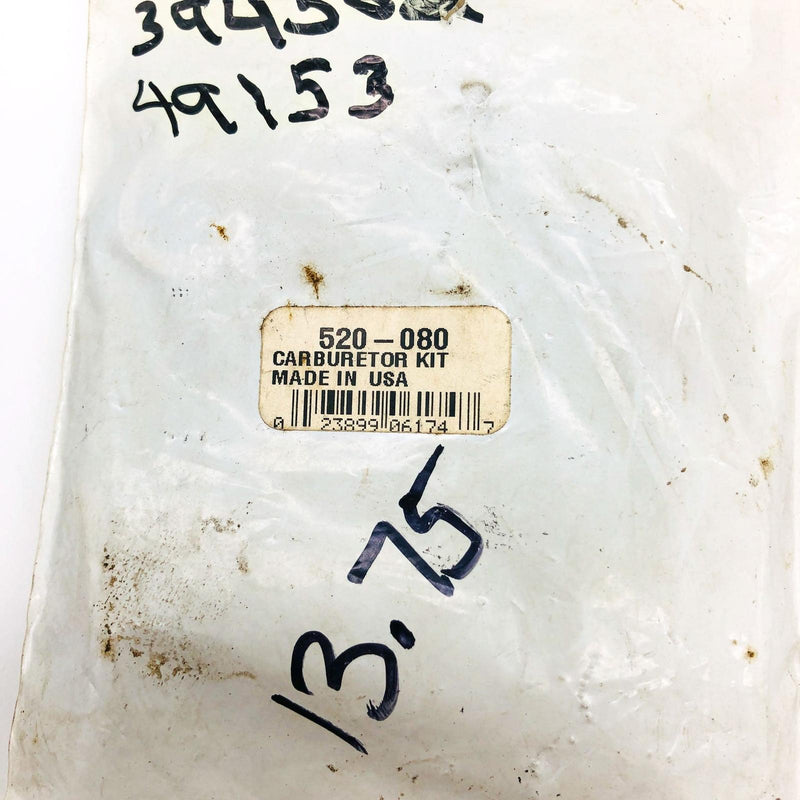 49153
520-080
CARBURETOR KIT
MADE IN USA
0 23899 06174 7
13.75